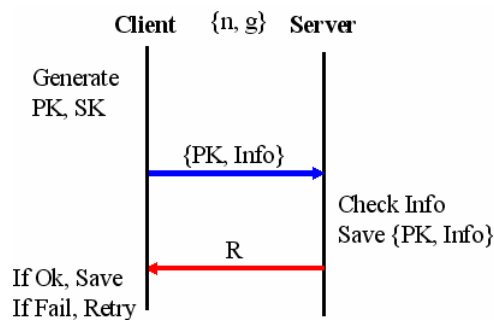 Client {n, g} Server
Generate
PK, SK
{PK, Info}
Check Info
Save {PK, Info}
R
If Ok, Save
If Fail, Retry